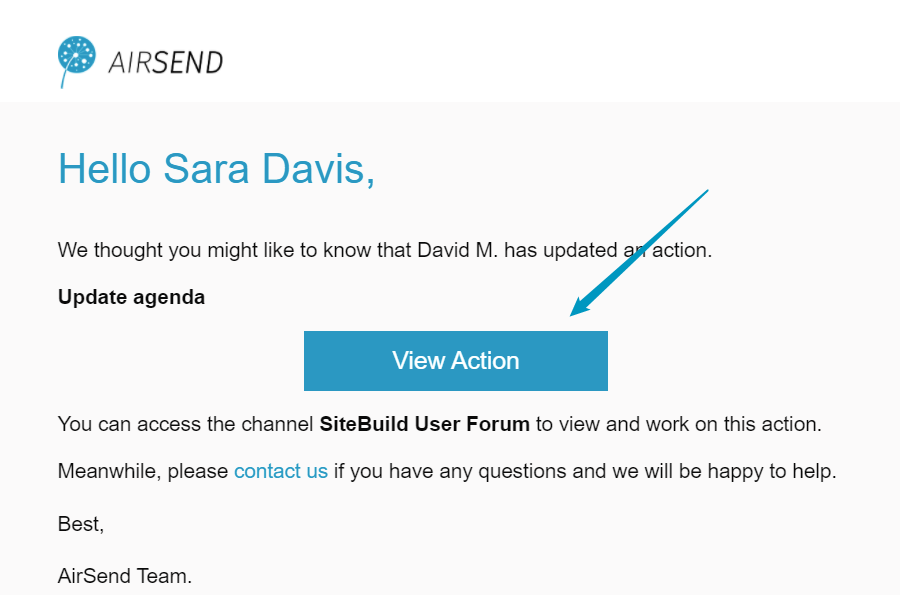 AIRSEND
Hello Sara Davis,
We thought you might like to know that David M. has updated an action.
Update agenda
View Action
You can access the channel SiteBuild User Forum to view and work on this action.
Meanwhile, please contact us if you have any questions and we will be happy to help.
Best,
AirSend Team.